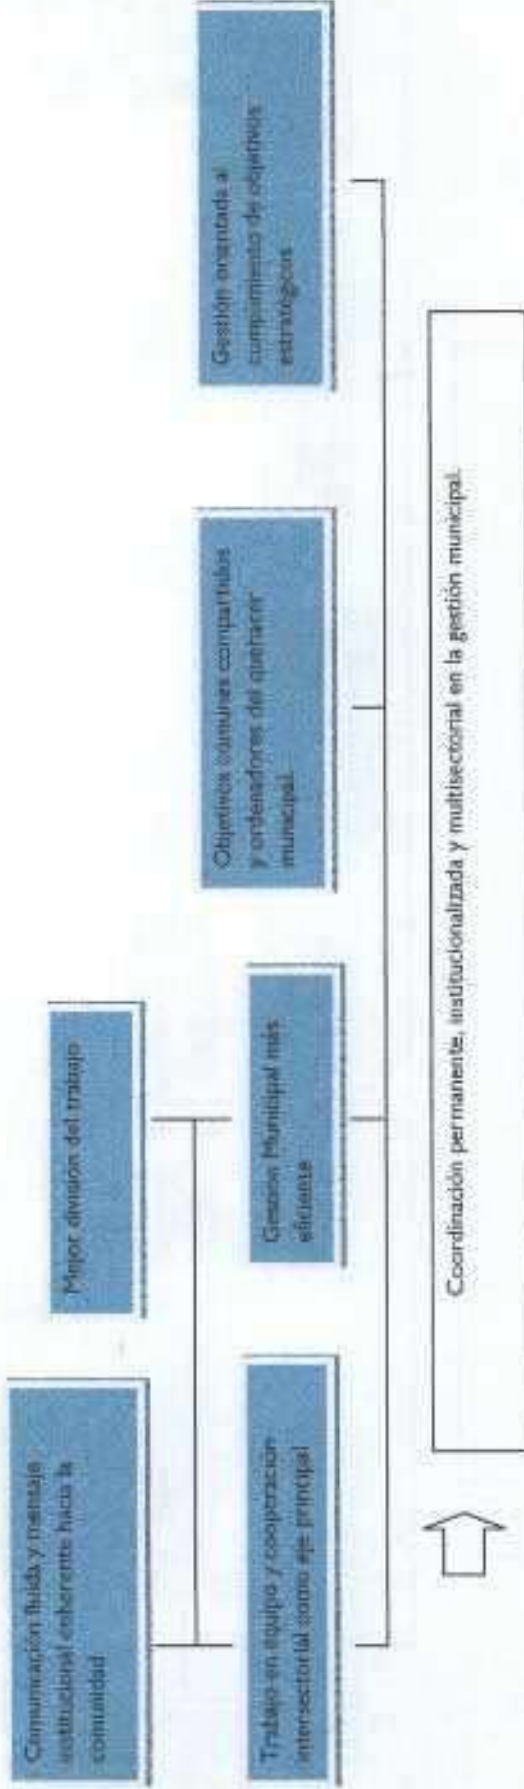 Comunicación fluida y mensaje
institucional coherente hacia la
comunidad
Mejor división del trabajo
Trabajo en equipo y cooperación
intersectorial como eje principal
Gestión Municipal más
eficiente
Objetivos comunes compartidos
y ordenadores del quehacer
municipal.
Gestión orientada al
cumplimiento de objetivos
estratégicos
Coordinación permanente, institucionalizada y multisectorial en la gestión municipal.